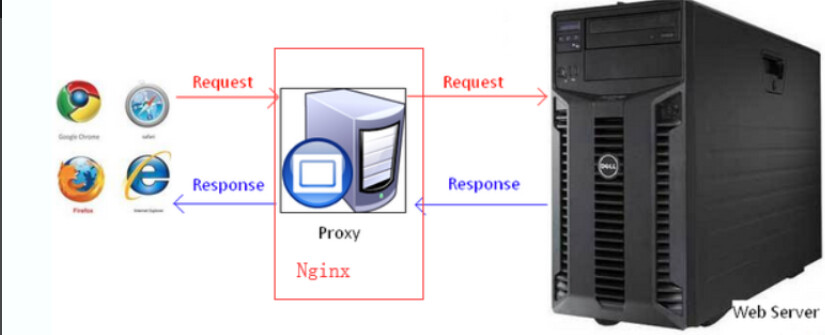 Request
Request
Google Chrome
safari
Response
Response
Firefox
Internet Explorer
DELL
Proxy
Nginx
Web Server